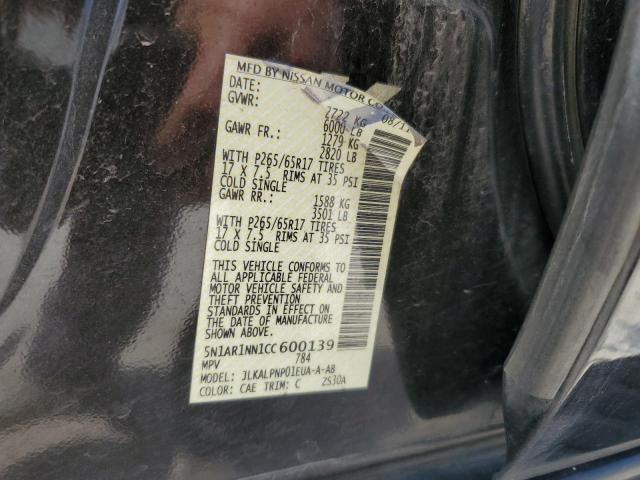 MFD BY NISSAN MOTOR CO
DATE: 08/11
GVWR: 2722 KG
6000 LB
GAWR FR.: 1279 KG
2820 LB
WITH P265/65R17 TIRES
17 X 7.5 RIMS AT 35 PSI
COLD SINGLE
GAWR RR.: 1588 KG
3501 LB
WITH P265/65R17 TIRES
17 X 7.5 RIMS AT 35 PSI
COLD SINGLE
THIS VEHICLE CONFORMS TO
ALL APPLICABLE FEDERAL
MOTOR VEHICLE SAFETY AND
THEFT PREVENTION
STANDARDS IN EFFECT ON
THE DATE OF MANUFACTURE
SHOWN ABOVE.
5N1AR1NN1CC600139
MPV 784
MODEL: JLKALPNP01EUA-A-AB
COLOR: CAE TRIM: C ZS30A